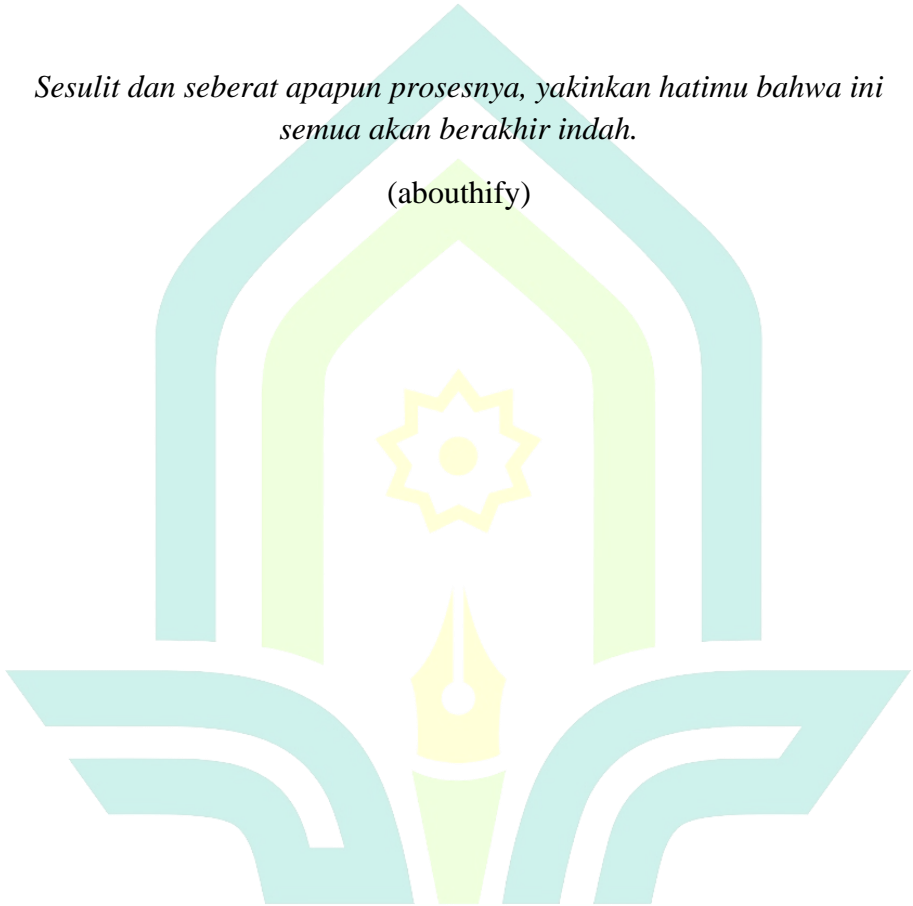 Sesulit dan seberat apapun prosesnya, yakinkan hatimu bahwa ini
semua akan berakhir indah.
(abouthify)